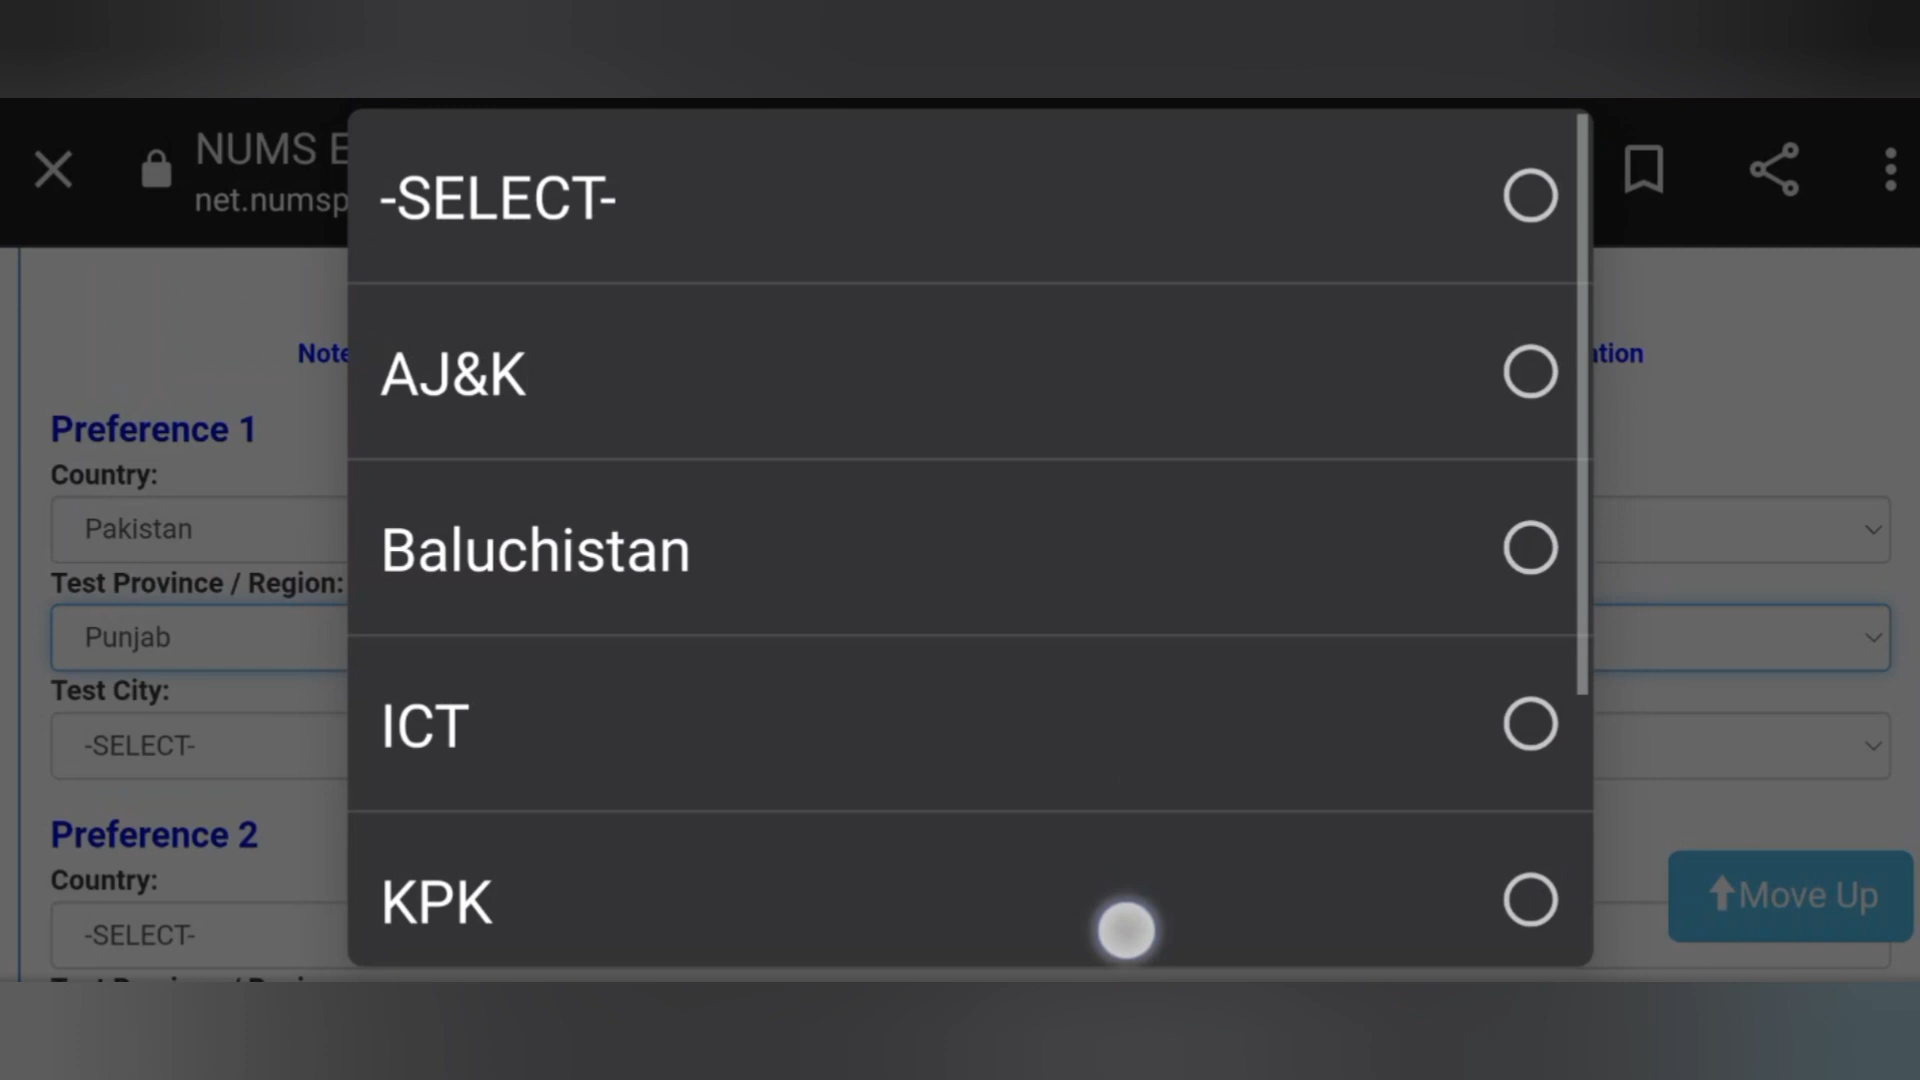 NUMS E
net.numsp
-SELECT-
AJ&K
Baluchistan
ICT
KPK
Note
ation
Preference 1
Country:
Pakistan
Test Province / Region:
Punjab
Test City:
-SELECT-
Preference 2
Country:
-SELECT-
Move Up